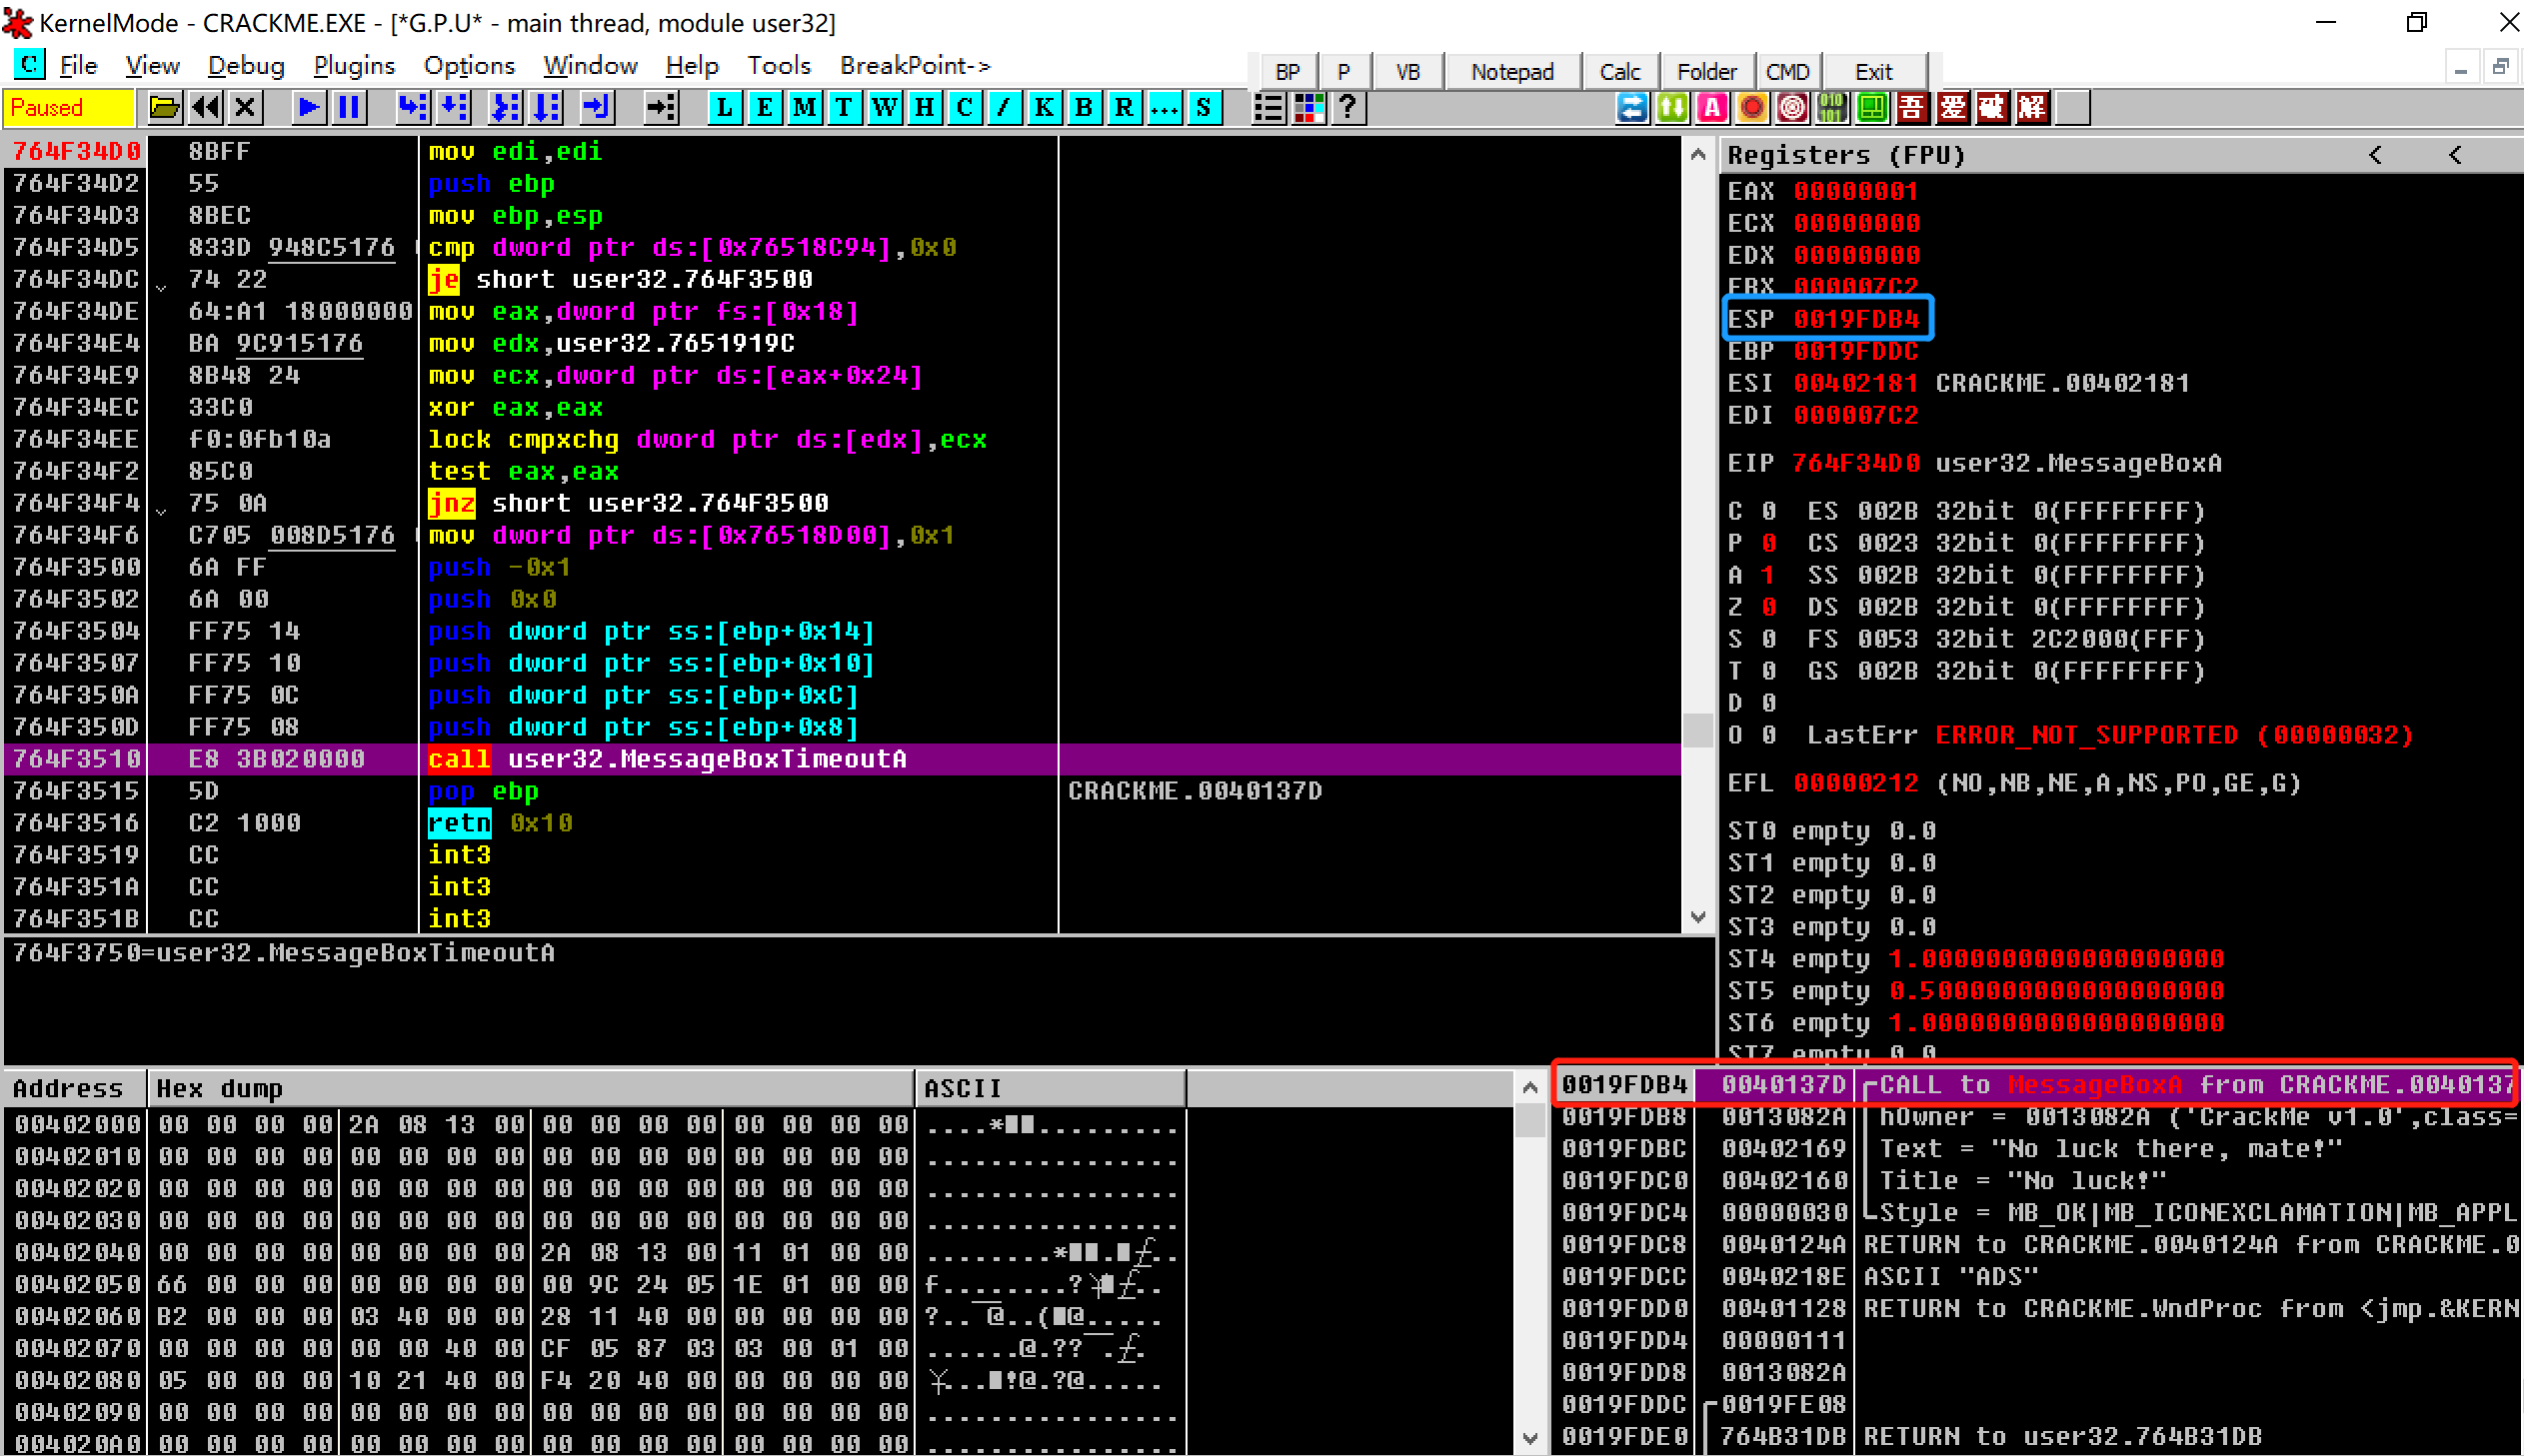 KernelMode - CRACKME.EXE - [*G.P.U* - main thread, module user32]
C File View Debug Plugins Options Window Help Tools BreakPoint->
BP P VB Notepad Calc Folder CMD Exit
Paused L E M T W H C / K B R ... S ? A 010 101 吾 爱 破 解
764F34D0 8BFF mov edi,edi
764F34D2 55 push ebp
764F34D3 8BEC mov ebp,esp
764F34D5 833D 948C5176 cmp dword ptr ds:[0x76518C94],0x0
764F34DC 74 22 je short user32.764F3500
764F34DE 64:A1 18000000 mov eax,dword ptr fs:[0x18]
764F34E4 BA 9C915176 mov edx,user32.7651919C
764F34E9 8B48 24 mov ecx,dword ptr ds:[eax+0x24]
764F34EC 33C0 xor eax,eax
764F34EE f0:0fb10a lock cmpxchg dword ptr ds:[edx],ecx
764F34F2 85C0 test eax,eax
764F34F4 75 0A jnz short user32.764F3500
764F34F6 C705 008D5176 mov dword ptr ds:[0x76518D00],0x1
764F3500 6A FF push -0x1
764F3502 6A 00 push 0x0
764F3504 FF75 14 push dword ptr ss:[ebp+0x14]
764F3507 FF75 10 push dword ptr ss:[ebp+0x10]
764F350A FF75 0C push dword ptr ss:[ebp+0xC]
764F350D FF75 08 push dword ptr ss:[ebp+0x8]
764F3510 E8 3B020000 call user32.MessageBoxTimeoutA
764F3515 5D pop ebp CRACKME.0040137D
764F3516 C2 1000 retn 0x10
764F3519 CC int3
764F351A CC int3
764F351B CC int3
764F3750=user32.MessageBoxTimeoutA
Registers (FPU) < <
EAX 00000001
ECX 00000000
EDX 00000000
EBX 000007C2
ESP 0019FDB4
EBP 0019FDDC
ESI 00402181 CRACKME.00402181
EDI 000007C2
EIP 764F34D0 user32.MessageBoxA
C 0 ES 002B 32bit 0(FFFFFFFF)
P 0 CS 0023 32bit 0(FFFFFFFF)
A 1 SS 002B 32bit 0(FFFFFFFF)
Z 0 DS 002B 32bit 0(FFFFFFFF)
S 0 FS 0053 32bit 2C2000(FFF)
T 0 GS 002B 32bit 0(FFFFFFFF)
D 0
O 0 LastErr ERROR_NOT_SUPPORTED (00000032)
EFL 00000212 (NO,NB,NE,A,NS,PO,GE,G)
ST0 empty 0.0
ST1 empty 0.0
ST2 empty 0.0
ST3 empty 0.0
ST4 empty 1.0000000000000000000
ST5 empty 0.5000000000000000000
ST6 empty 1.0000000000000000000
ST7 empty 0.0
Address Hex dump ASCII
00402000 00 00 00 00 2A 08 13 00 00 00 00 00 00 00 00 00 ....*
00402010 00 00 00 00 00 00 00 00 00 00 00 00 00 00 00 00 ................
00402020 00 00 00 00 00 00 00 00 00 00 00 00 00 00 00 00 ................
00402030 00 00 00 00 00 00 00 00 00 00 00 00 00 00 00 00 ................
00402040 00 00 00 00 00 00 00 00 2A 08 13 00 11 01 00 00 ........*
00402050 66 00 00 00 00 00 00 00 00 9C 24 05 1E 01 00 00 f........?
00402060 B2 00 00 00 03 40 00 00 28 11 40 00 00 00 00 00 ?..
00402070 00 00 00 00 00 00 40 00 CF 05 87 03 03 00 01 00 ......@.??
00402080 05 00 00 00 10 21 40 00 F4 20 40 00 00 00 00 00 !@.?@.....
00402090 00 00 00 00 00 00 00 00 00 00 00 00 00 00 00 00 ................
004020A0 00 00 00 00 00 00 00 00 00 00 00 00 00 00 00 00 ................
0019FDB4 0040137D CALL to MessageBoxA from CRACKME.0040137
0019FDB8 0013082A hOwner = 0013082A ('CrackMe v1.0',class=
0019FDBC 00402169 Text = "No luck there, mate!"
0019FDC0 00402160 Title = "No luck!"
0019FDC4 00000030 Style = MB_OK|MB_ICONEXCLAMATION|MB_APPL
0019FDC8 0040124A RETURN to CRACKME.0040124A from CRACKME.0
0019FDCC 0040218E ASCII "ADS"
0019FDD0 00401128 RETURN to CRACKME.WndProc from <jmp.&KERN
0019FDD4 00000111
0019FDD8 0013082A
0019FDDC 0019FE08
0019FDE0 764B31DB RETURN to user32.764B31DB